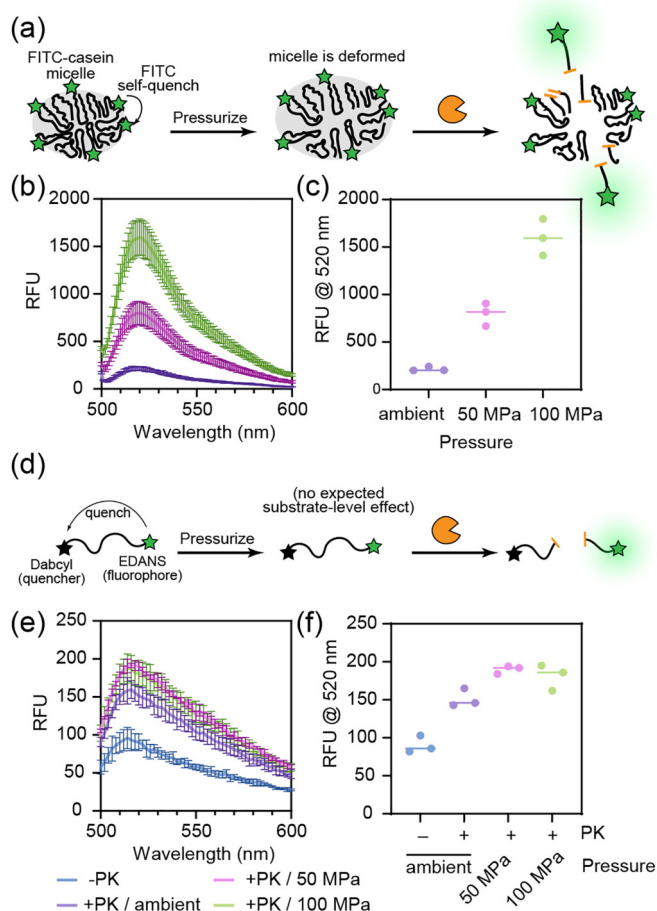 (a)
FITC-casein
micelle
FITC
self-quench
Pressurize
micelle is deformed
(b)
2000
1500
1000
500
0
RFU
500
550
600
Wavelength (nm)
(c)
2000
1500
1000
500
0
RFU @ 520 nm
ambient
50 MPa
100 MPa
Pressure
(d)
quench
Dabcyl
(quencher)
EDANS
(fluorophore)
Pressurize
(no expected
substrate-level effect)
(e)
250
200
150
100
50
0
RFU
500
550
600
Wavelength (nm)
-PK
+PK / 50 MPa
+PK / ambient
+PK / 100 MPa
(f)
250
200
150
100
50
0
RFU @ 520 nm
– + + + PK
ambient
50 MPa
100 MPa
Pressure